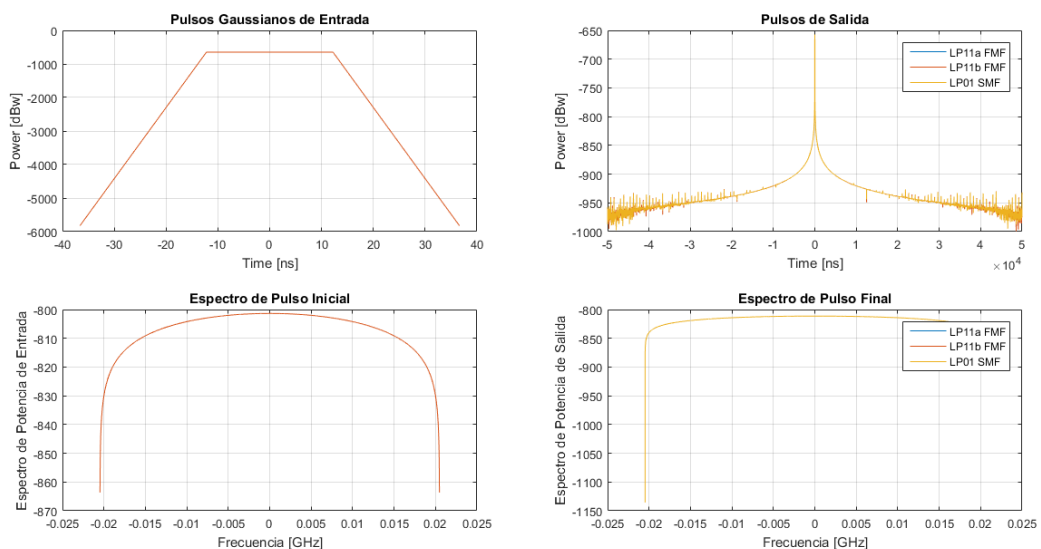 Pulsos Gaussianos de Entrada
Power [dBw]
0
-1000
-2000
-3000
-4000
-5000
-6000
-40 -30 -20 -10 0 10 20 30 40
Time [ns]
Pulsos de Salida
Power [dBw]
-650
-700
-750
-800
-850
-900
-950
-1000
LP11a FMF
LP11b FMF
LP01 SMF
-5 -4 -3 -2 -1 0 1 2 3 4 5
Time [ns]
× 10^4
Espectro de Pulso Inicial
Espectro de Potencia de Entrada
-800
-810
-820
-830
-840
-850
-860
-870
-0.025 -0.02 -0.015 -0.01 -0.005 0 0.005 0.01 0.015 0.02 0.025
Frecuencia [GHz]
Espectro de Pulso Final
Espectro de Potencia de Salida
-800
-850
-900
-950
-1000
-1050
-1100
-1150
LP11a FMF
LP11b FMF
LP01 SMF
-0.025 -0.02 -0.015 -0.01 -0.005 0 0.005 0.01 0.015 0.02 0.025
Frecuencia [GHz]